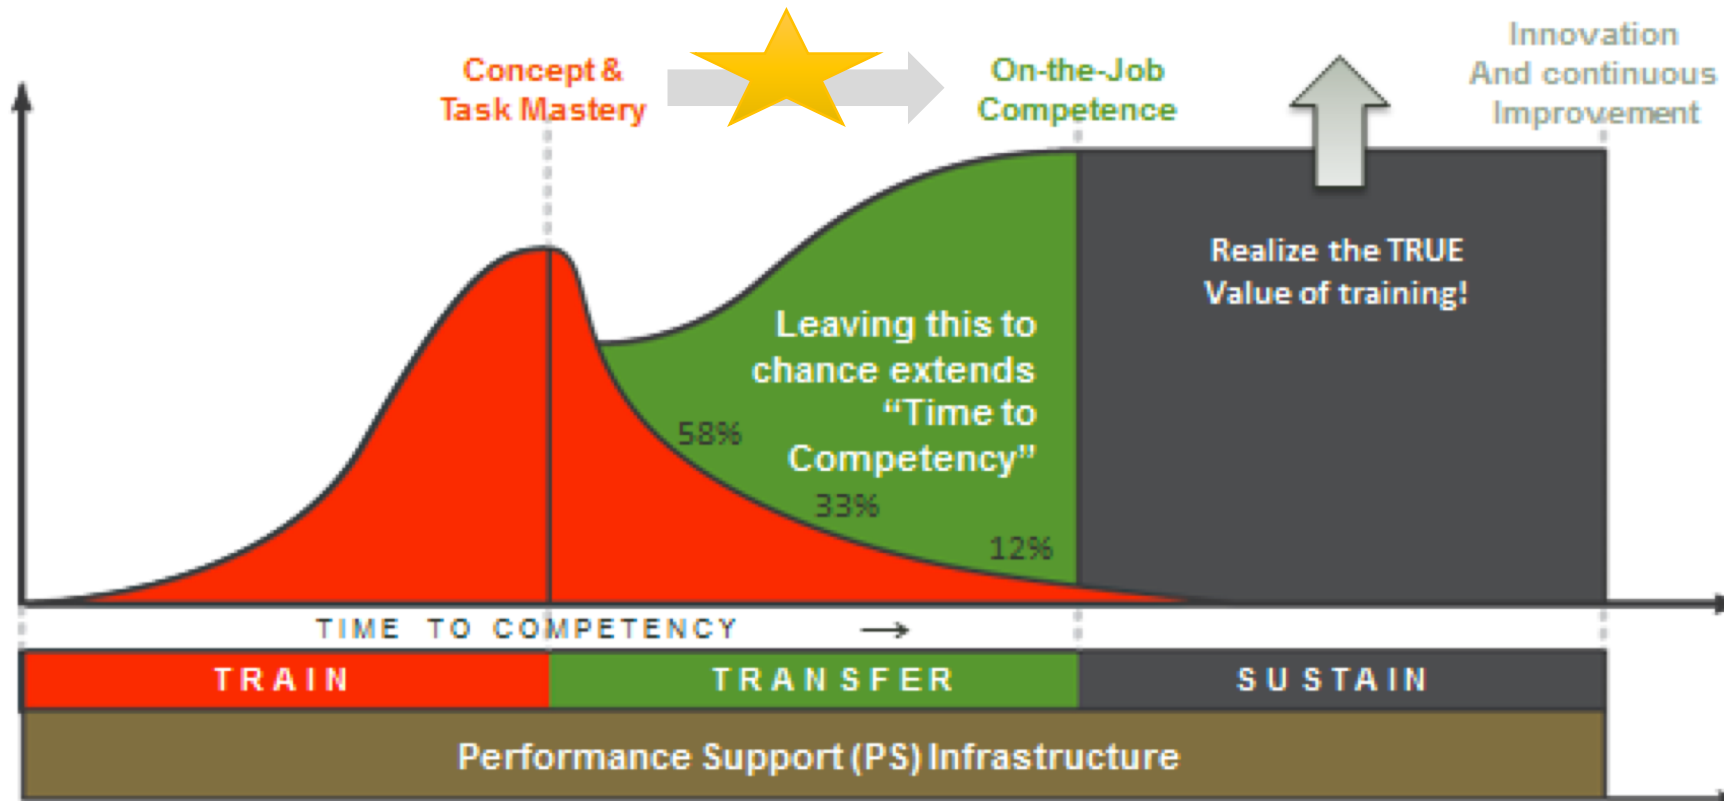 Concept &
Task Mastery
On-the-Job
Competence
Innovation
And continuous
Improvement
Realize the TRUE
Value of training!
Leaving this to
chance extends
“Time to
Competency”
58%
33%
12%
TIME TO COMPETENCY →
TRAIN
TRANSFER
SUSTAIN
Performance Support (PS) Infrastructure